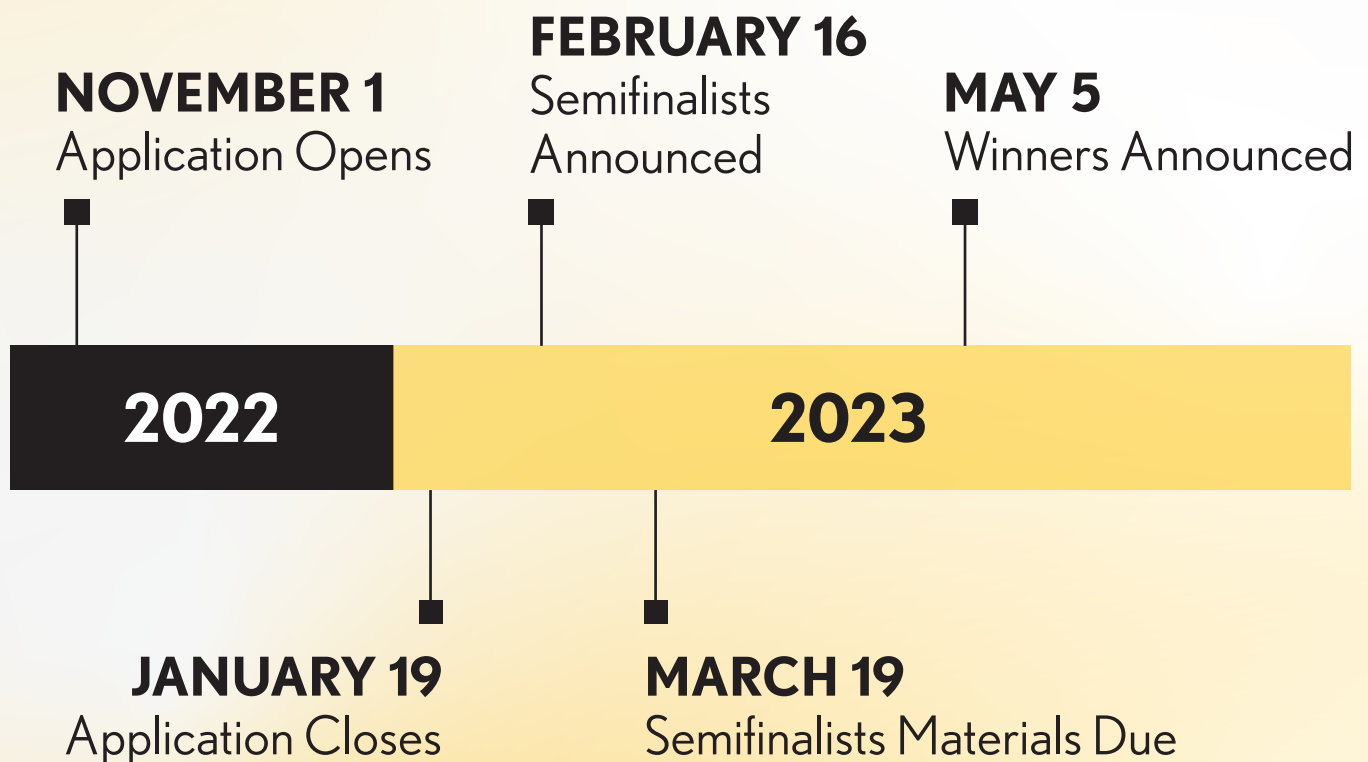 NOVEMBER 1
Application Opens
FEBRUARY 16
Semifinalists
Announced
MAY 5
Winners Announced
2022
2023
JANUARY 19
Application Closes
MARCH 19
Semifinalists Materials Due